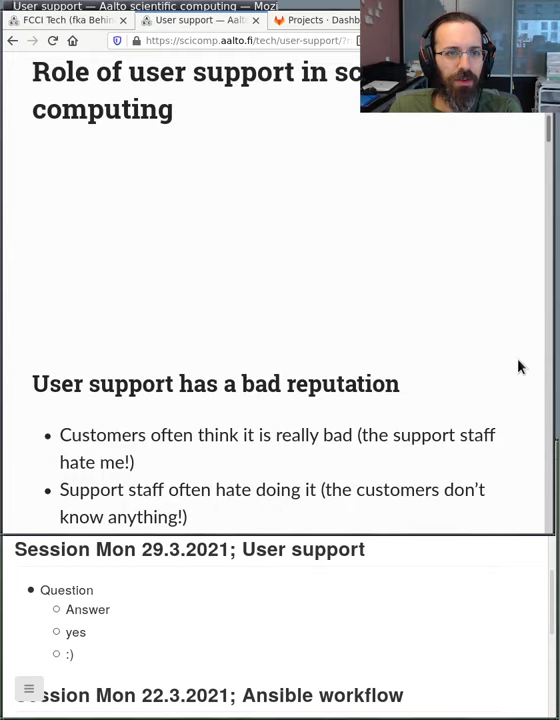 User support — Aalto scientific computing — Mozi
FCCI Tech (fka Behin
User support — Aalt
Projects · Dashb
https://scicomp.aalto.fi/tech/user-support/?
Role of user support in sc
computing
User support has a bad reputation
• Customers often think it is really bad (the support staff
hate me!)
• Support staff often hate doing it (the customers don't
know anything!)
Session Mon 29.3.2021; User support
• Question
○ Answer
○ yes
○ :)
ssion Mon 22.3.2021; Ansible workflow